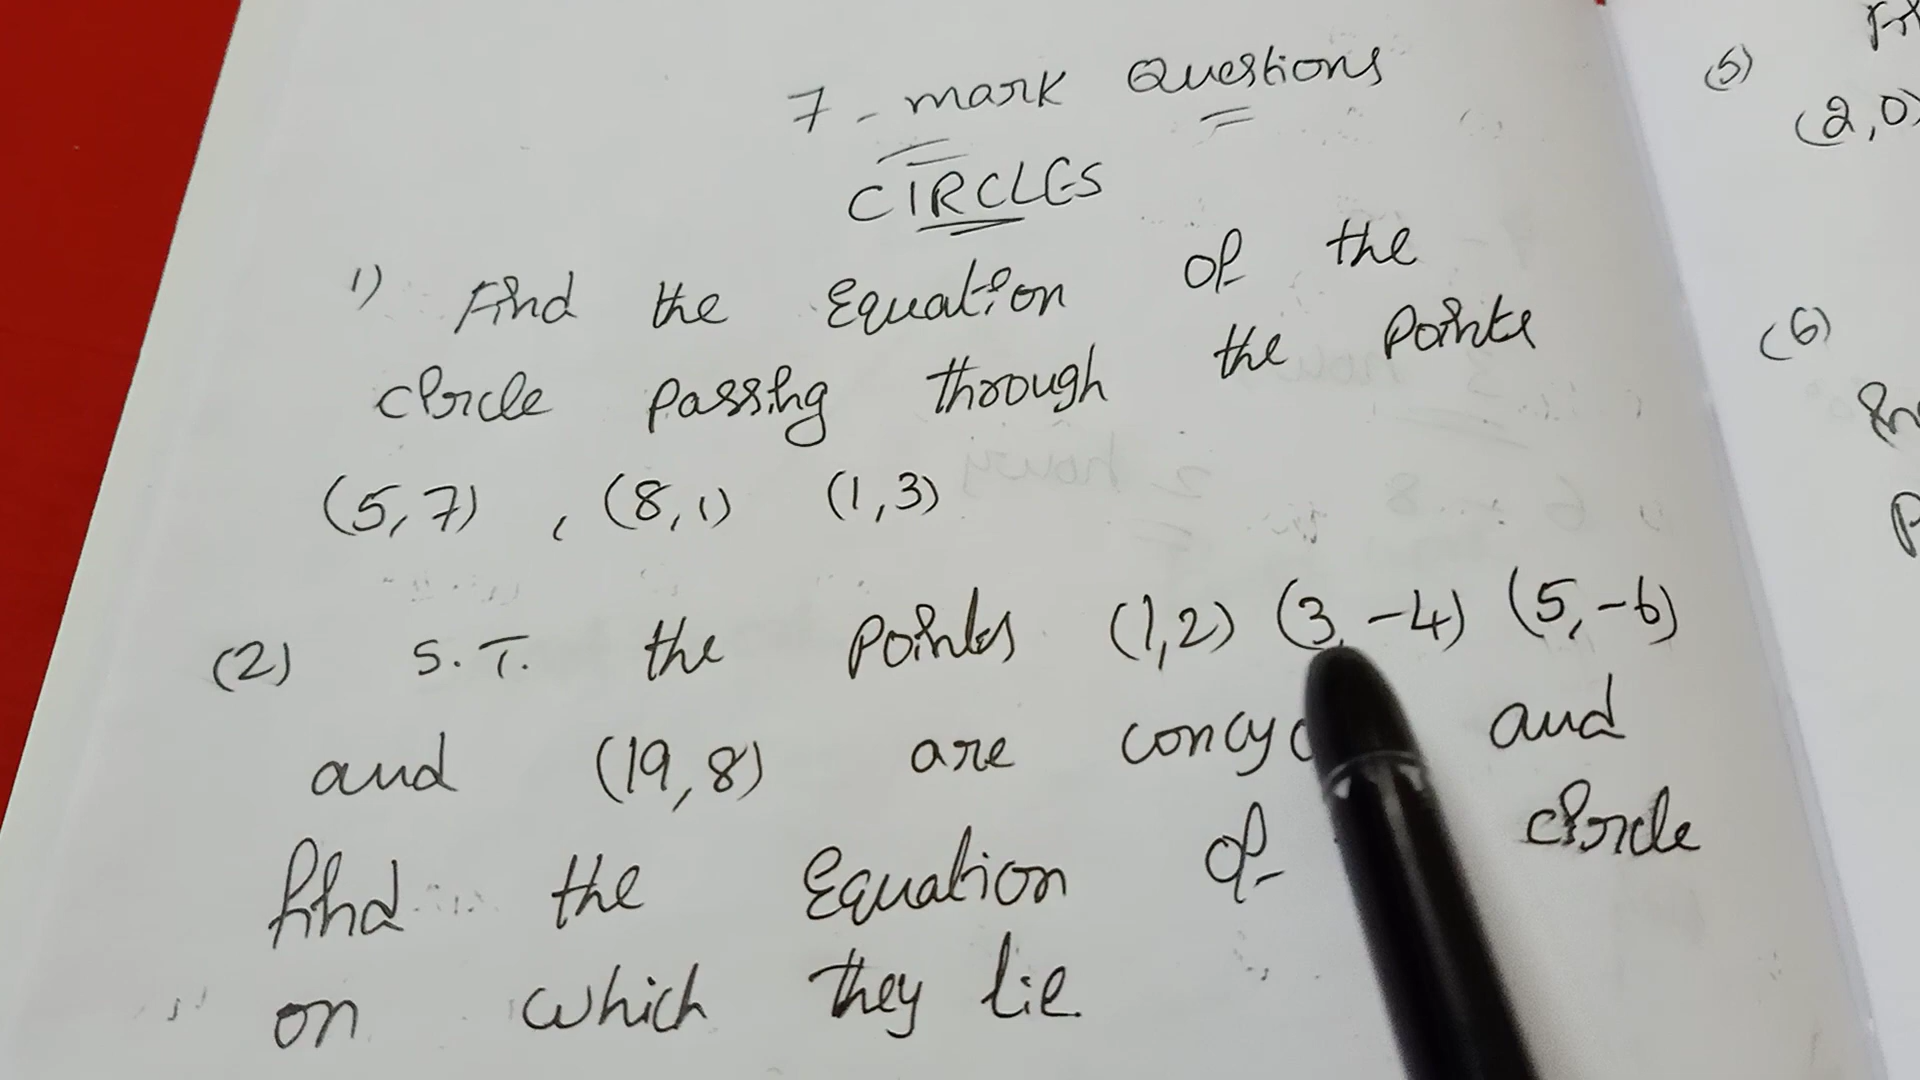 7 - mark Questions
CIRCLES
1) Find the Equation of the
circle passing through the points
(5,7) , (8,1) (1,3)
(2) S.T. the points (1,2) (3,-4) (5,-6)
and (19,8) are and
find the Equation of circle
on which they lie.
(5)
(2,0)
(6)